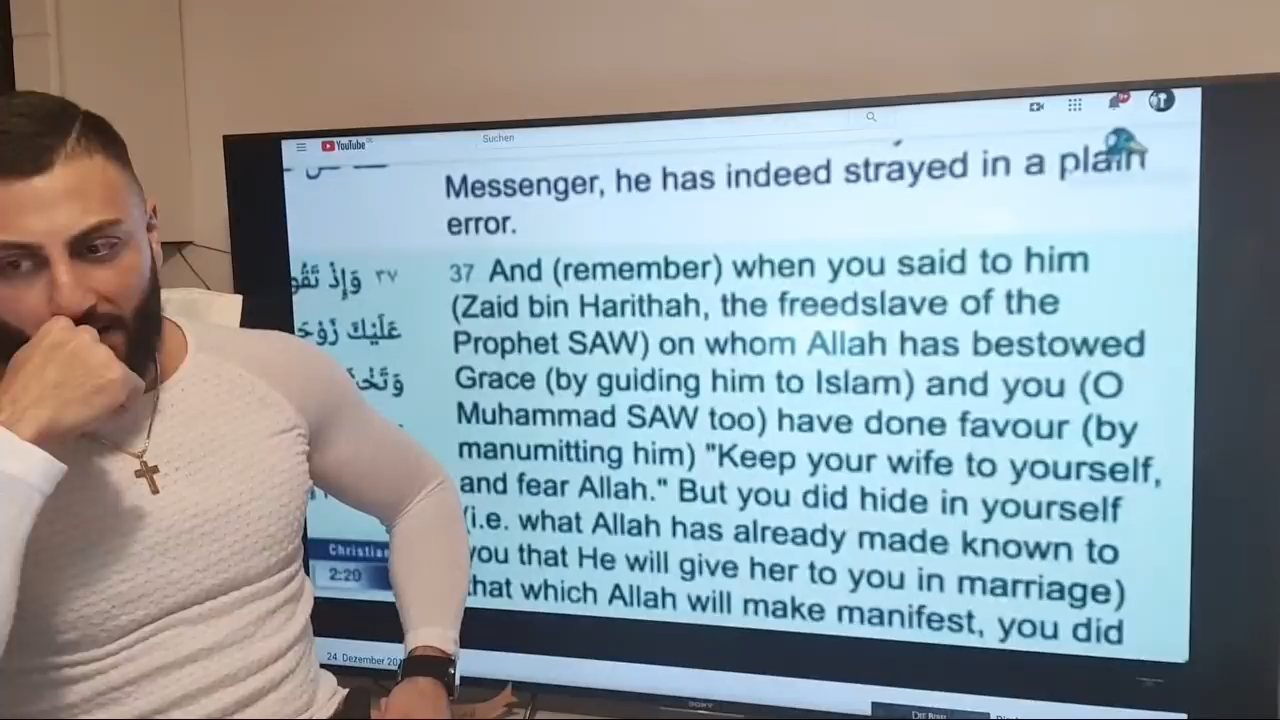 YouTube
Suchen
9+
Messenger, he has indeed strayed in a plain
error.
37 And (remember) when you said to him
(Zaid bin Harithah, the freedslave of the
Prophet SAW) on whom Allah has bestowed
Grace (by guiding him to Islam) and you (O
Muhammad SAW too) have done favour (by
manumitting him) "Keep your wife to yourself,
and fear Allah." But you did hide in yourself
(i.e. what Allah has already made known to
you that He will give her to you in marriage)
that which Allah will make manifest, you did
٣٧ وَإِذْ
عَلَيْكَ
Christian
2:20
24. Dezember
SONY